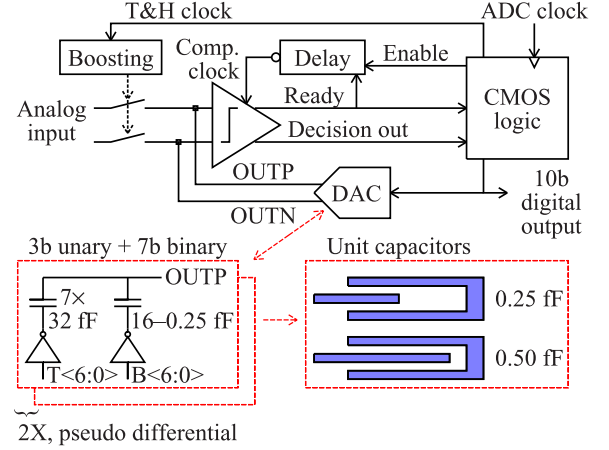 T&H clock
ADC clock
Boosting
Comp.
clock
Delay
Enable
Analog
input
Ready
CMOS
logic
Decision out
OUTP
DAC
10b
digital
output
OUTN
3b unary + 7b binary
Unit capacitors
OUTP
7×
32 fF
16–0.25 fF
0.25 fF
T<6:0>
B<6:0>
0.50 fF
2X, pseudo differential